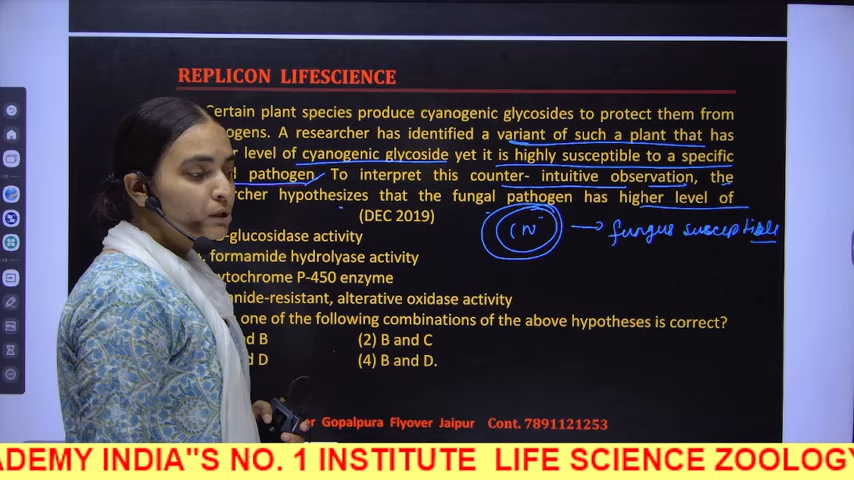 REPLICON LIFESCIENCE
Certain plant species produce cyanogenic glycosides to protect them from
A researcher has identified a variant of such a plant that has
level of cyanogenic glycoside yet it is highly susceptible to a specific
pathogen. To interpret this counter- intuitive observation, the
hypothesizes that the fungal pathogen has higher level of
(DEC 2019)
CN⁻ → fungus susceptible
-glucosidase activity
formamide hydrolyase activity
P-450 enzyme
-resistant, alterative oxidase activity
one of the following combinations of the above hypotheses is correct?
B (2) B and C
D (4) B and D.
Gopalpura Flyover Jaipur Cont. 7891121253
ADEMY INDIA"S NO. 1 INSTITUTE LIFE SCIENCE ZOOLOGY